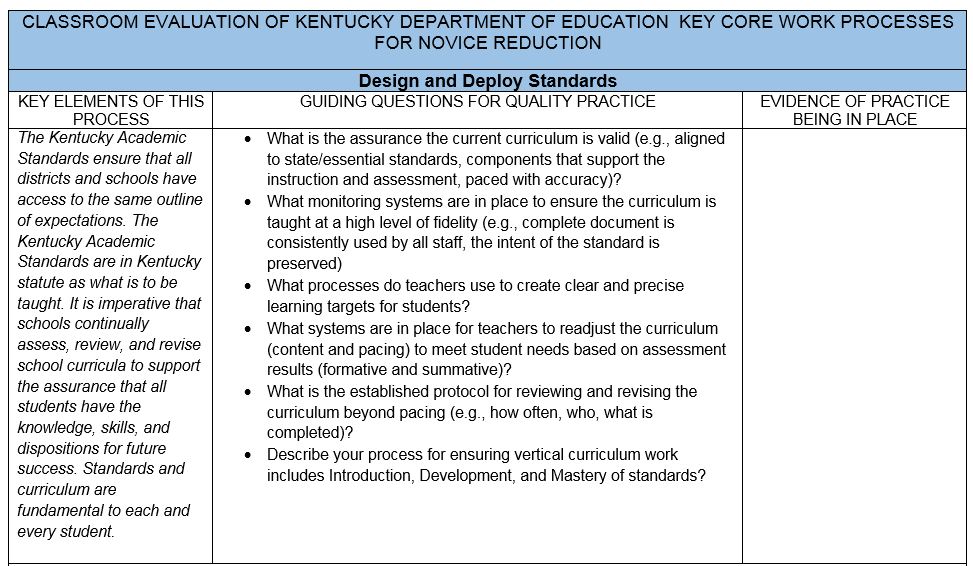 CLASSROOM EVALUATION OF KENTUCKY DEPARTMENT OF EDUCATION KEY CORE WORK PROCESSES
FOR NOVICE REDUCTION
Design and Deploy Standards
KEY ELEMENTS OF THIS
PROCESS
GUIDING QUESTIONS FOR QUALITY PRACTICE
EVIDENCE OF PRACTICE
BEING IN PLACE
The Kentucky Academic
Standards ensure that all
districts and schools have
access to the same outline
of expectations. The
Kentucky Academic
Standards are in Kentucky
statute as what is to be
taught. It is imperative that
schools continually
assess, review, and revise
school curricula to support
the assurance that all
students have the
knowledge, skills, and
dispositions for future
success. Standards and
curriculum are
fundamental to each and
every student.
• What is the assurance the current curriculum is valid (e.g., aligned
to state/essential standards, components that support the
instruction and assessment, paced with accuracy)?
• What monitoring systems are in place to ensure the curriculum is
taught at a high level of fidelity (e.g., complete document is
consistently used by all staff, the intent of the standard is
preserved)
• What processes do teachers use to create clear and precise
learning targets for students?
• What systems are in place for teachers to readjust the curriculum
(content and pacing) to meet student needs based on assessment
results (formative and summative)?
• What is the established protocol for reviewing and revising the
curriculum beyond pacing (e.g., how often, who, what is
completed)?
• Describe your process for ensuring vertical curriculum work
includes Introduction, Development, and Mastery of standards?